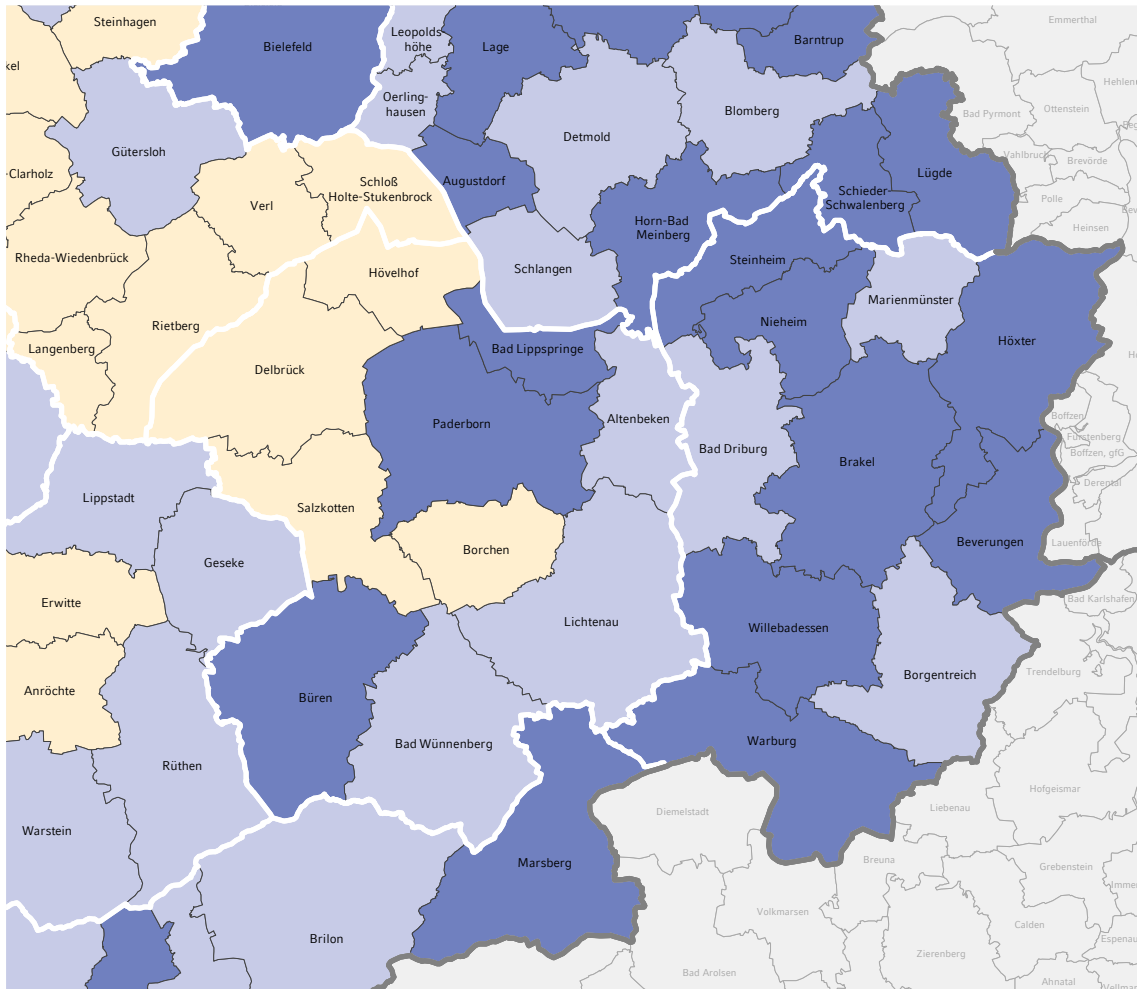 Steinhagen
Bielefeld
Leopolds
höhe
Lage
Barntrup
Emmerthal
kel
Oerling-
hausen
Blomberg
Ottenstein
Bad Pyrmont
Detmold
Gütersloh
Vahlbruch
Brevörde
-Clarholz
Verl
Schloß
Holte-Stukenbrock
Augustdorf
Lügde
Schieder-
Schwalenberg
Polle
Horn-Bad
Meinberg
Heinsen
Rheda-Wiedenbrück
Hövelhof
Schlangen
Steinheim
Marienmünster
Rietberg
Nieheim
Höxter
Langenberg
Bad Lippspringe
Delbrück
Boffzen
Paderborn
Altenbeken
Fürstenberg
Bad Driburg
Boffzen, gfG
Brakel
Derental
Lippstadt
Salzkotten
Borchen
Beverungen
Lauenförde
Geseke
Erwitte
Bad Karlshafen
Lichtenau
Willebadessen
Trendelburg
Borgentreich
Anröchte
Büren
Bad Wünnenberg
Warburg
Rüthen
Hofgeismar
Diemelstadt
Liebenau
Warstein
Marsberg
Breuna
Grebenstein
Volkmarsen
Calden
Brilon
Espenau
Zierenberg
Bad Arolsen
Ahnatal